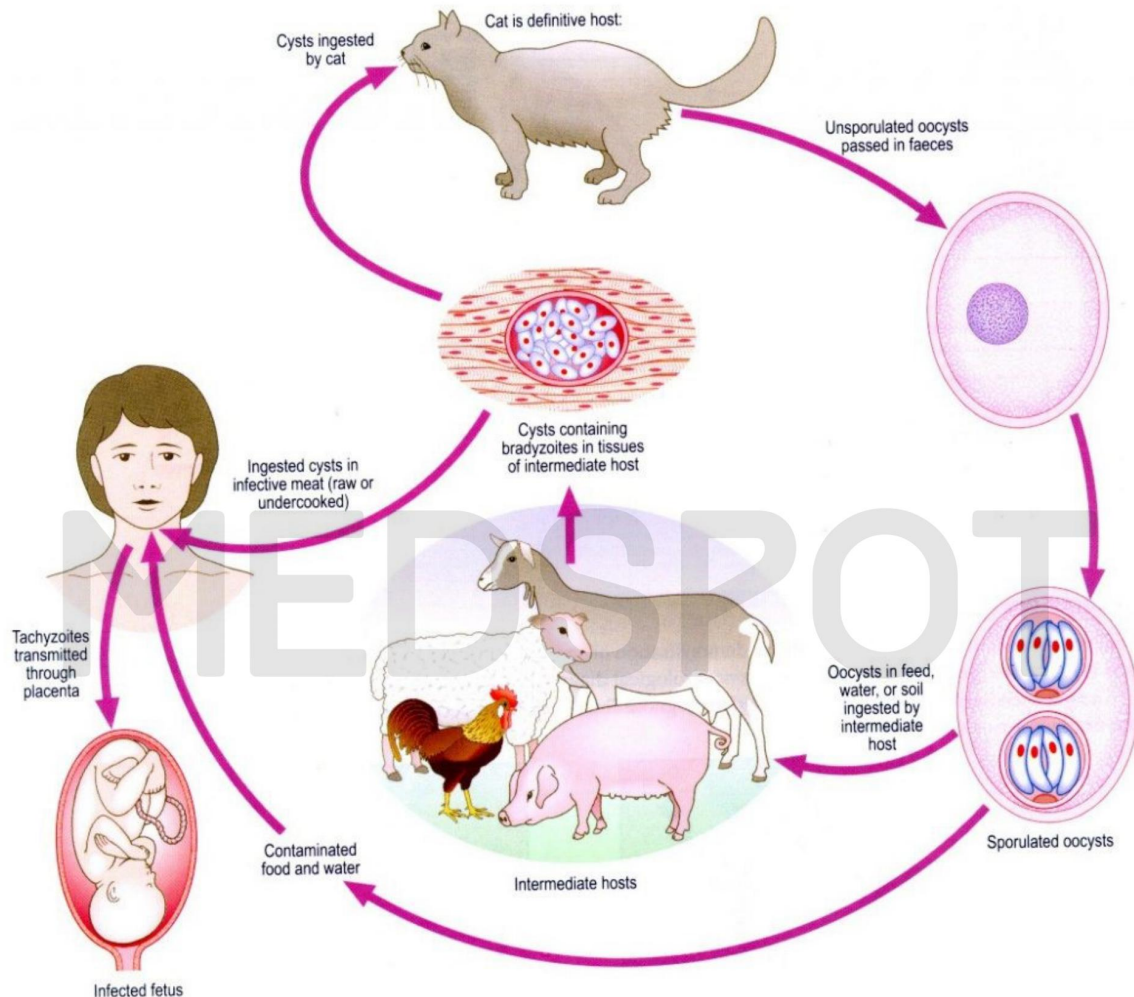 Cat is definitive host:
Cysts ingested
by cat
Unsporulated oocysts
passed in faeces
Cysts containing
bradyzoites in tissues
of intermediate host
Ingested cysts in
infective meat (raw or
undercooked)
MEDSPOT
Tachyzoites
transmitted
through
placenta
Oocysts in feed,
water, or soil
ingested by
intermediate
host
Sporulated oocysts
Contaminated
food and water
Intermediate hosts
Infected fetus